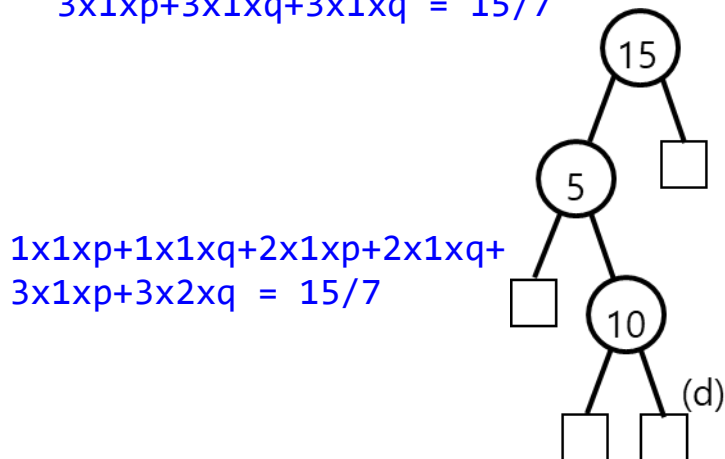 3x1xp+3x1xq+3x1xq = 15/7
15
5
1x1xp+1x1xq+2x1xp+2x1xq+
3x1xp+3x2xq = 15/7
10
(d)